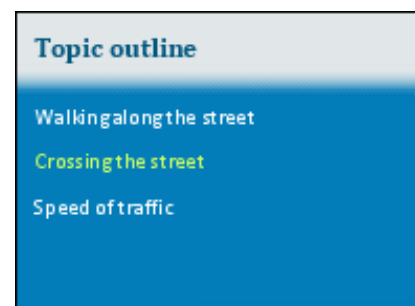 Topic outline
Walking along the street
Crossing the street
Speed of traffic